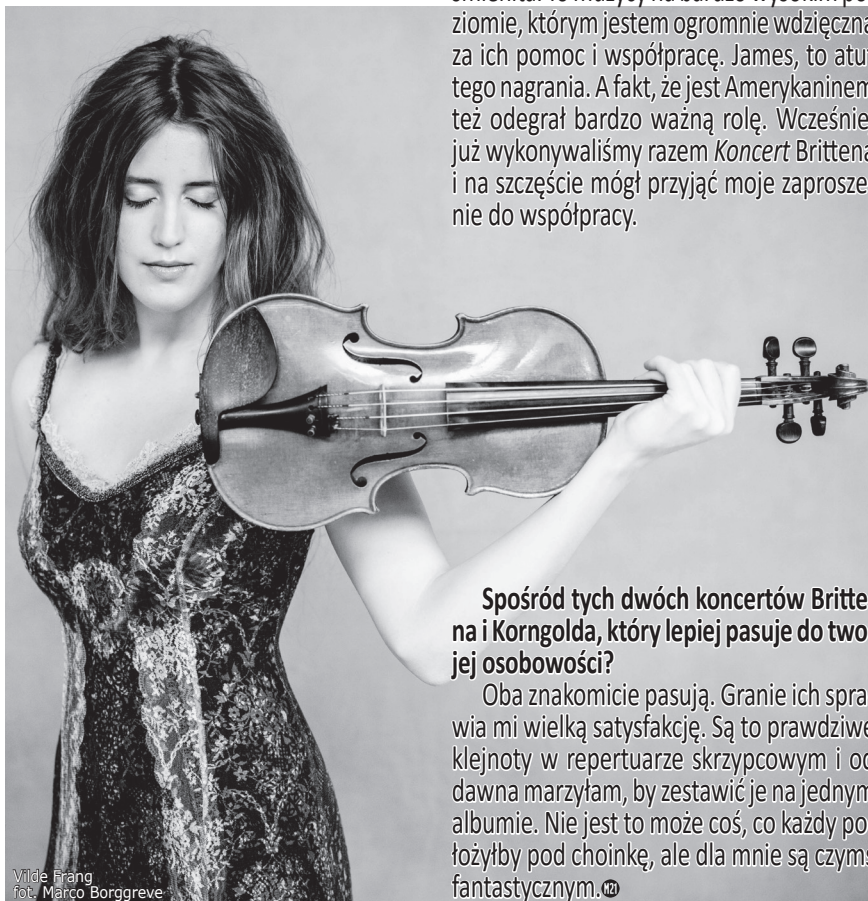 ziomie, którym jestem ogromnie wdzięczna
za ich pomoc i współpracę. James, to atut
tego nagrania. A fakt, że jest Amerykaninem
też odegrał bardzo ważną rolę. Wcześniej
już wykonywaliśmy razem Koncert Brittena
i na szczęście mógł przyjąć moje zaprosze-
nie do współpracy.
Spośród tych dwóch koncertów Britte-
na i Korngolda, który lepiej pasuje do two-
jej osobowości?
Oba znakomicie pasują. Granie ich spra-
wia mi wielką satysfakcję. Są to prawdziwe
klejnoty w repertuarze skrzypcowym i od
dawna marzyłam, by zestawić je na jednym
albumie. Nie jest to może coś, co każdy po-
łożyłby pod choinkę, ale dla mnie są czymś
fantastycznym. M21
Vilde Frang
fot. Marco Borggreve